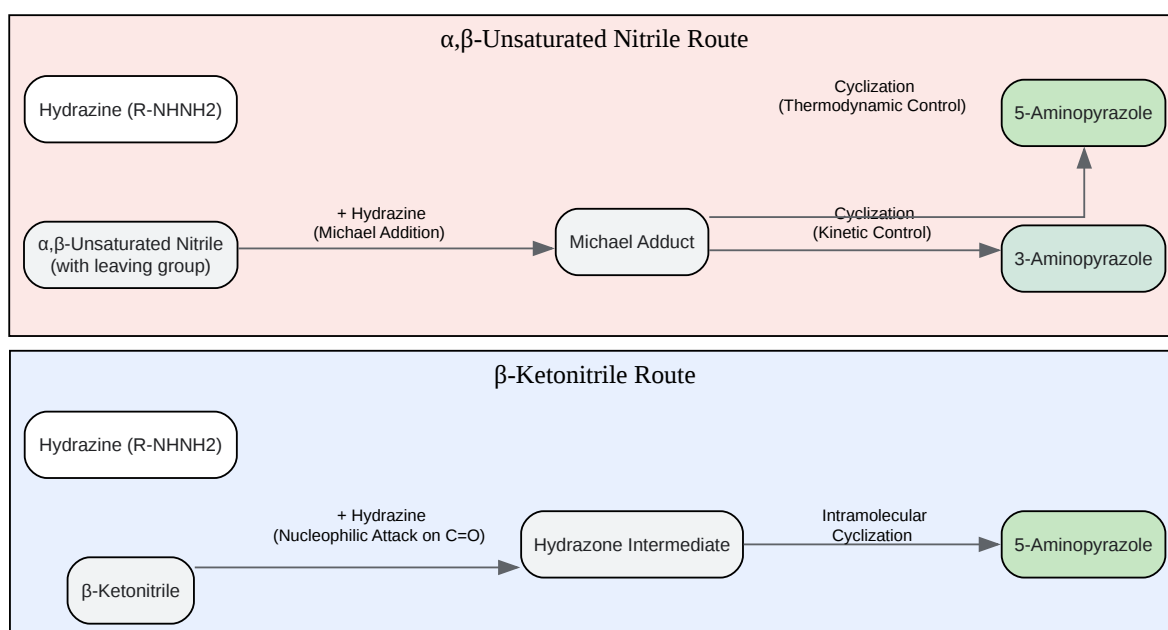 α,β-Unsaturated Nitrile Route
Hydrazine (R-NHNH2)
Cyclization
(Thermodynamic Control)
5-Aminopyrazole
α,β-Unsaturated Nitrile
(with leaving group)
+ Hydrazine
(Michael Addition)
Michael Adduct
Cyclization
(Kinetic Control)
3-Aminopyrazole
β-Ketonitrile Route
Hydrazine (R-NHNH2)
β-Ketonitrile
+ Hydrazine
(Nucleophilic Attack on C=O)
Hydrazone Intermediate
Intramolecular
Cyclization
5-Aminopyrazole